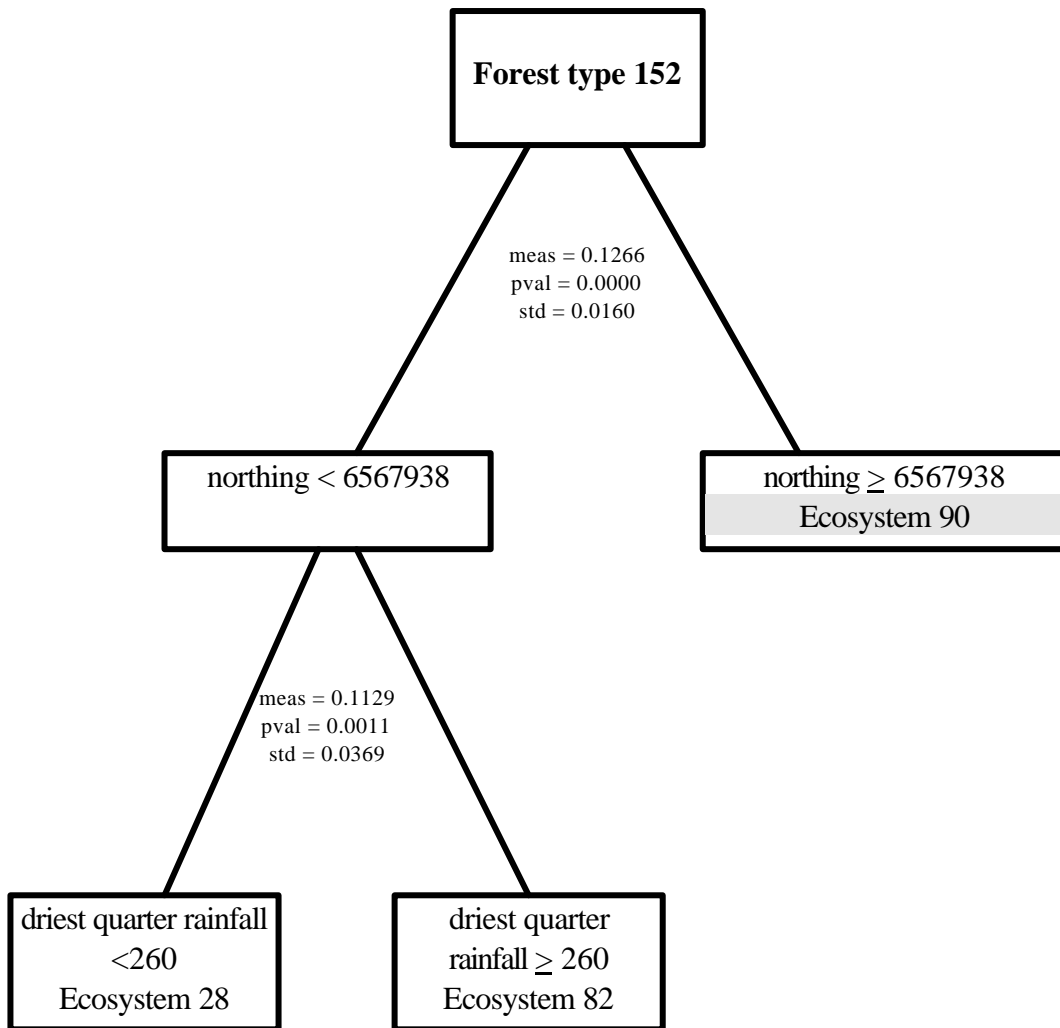 Forest type 152
meas = 0.1266
pval = 0.0000
std = 0.0160
northing < 6567938
northing ≥ 6567938
Ecosystem 90
meas = 0.1129
pval = 0.0011
std = 0.0369
driest quarter rainfall
<260
Ecosystem 28
driest quarter
rainfall ≥ 260
Ecosystem 82